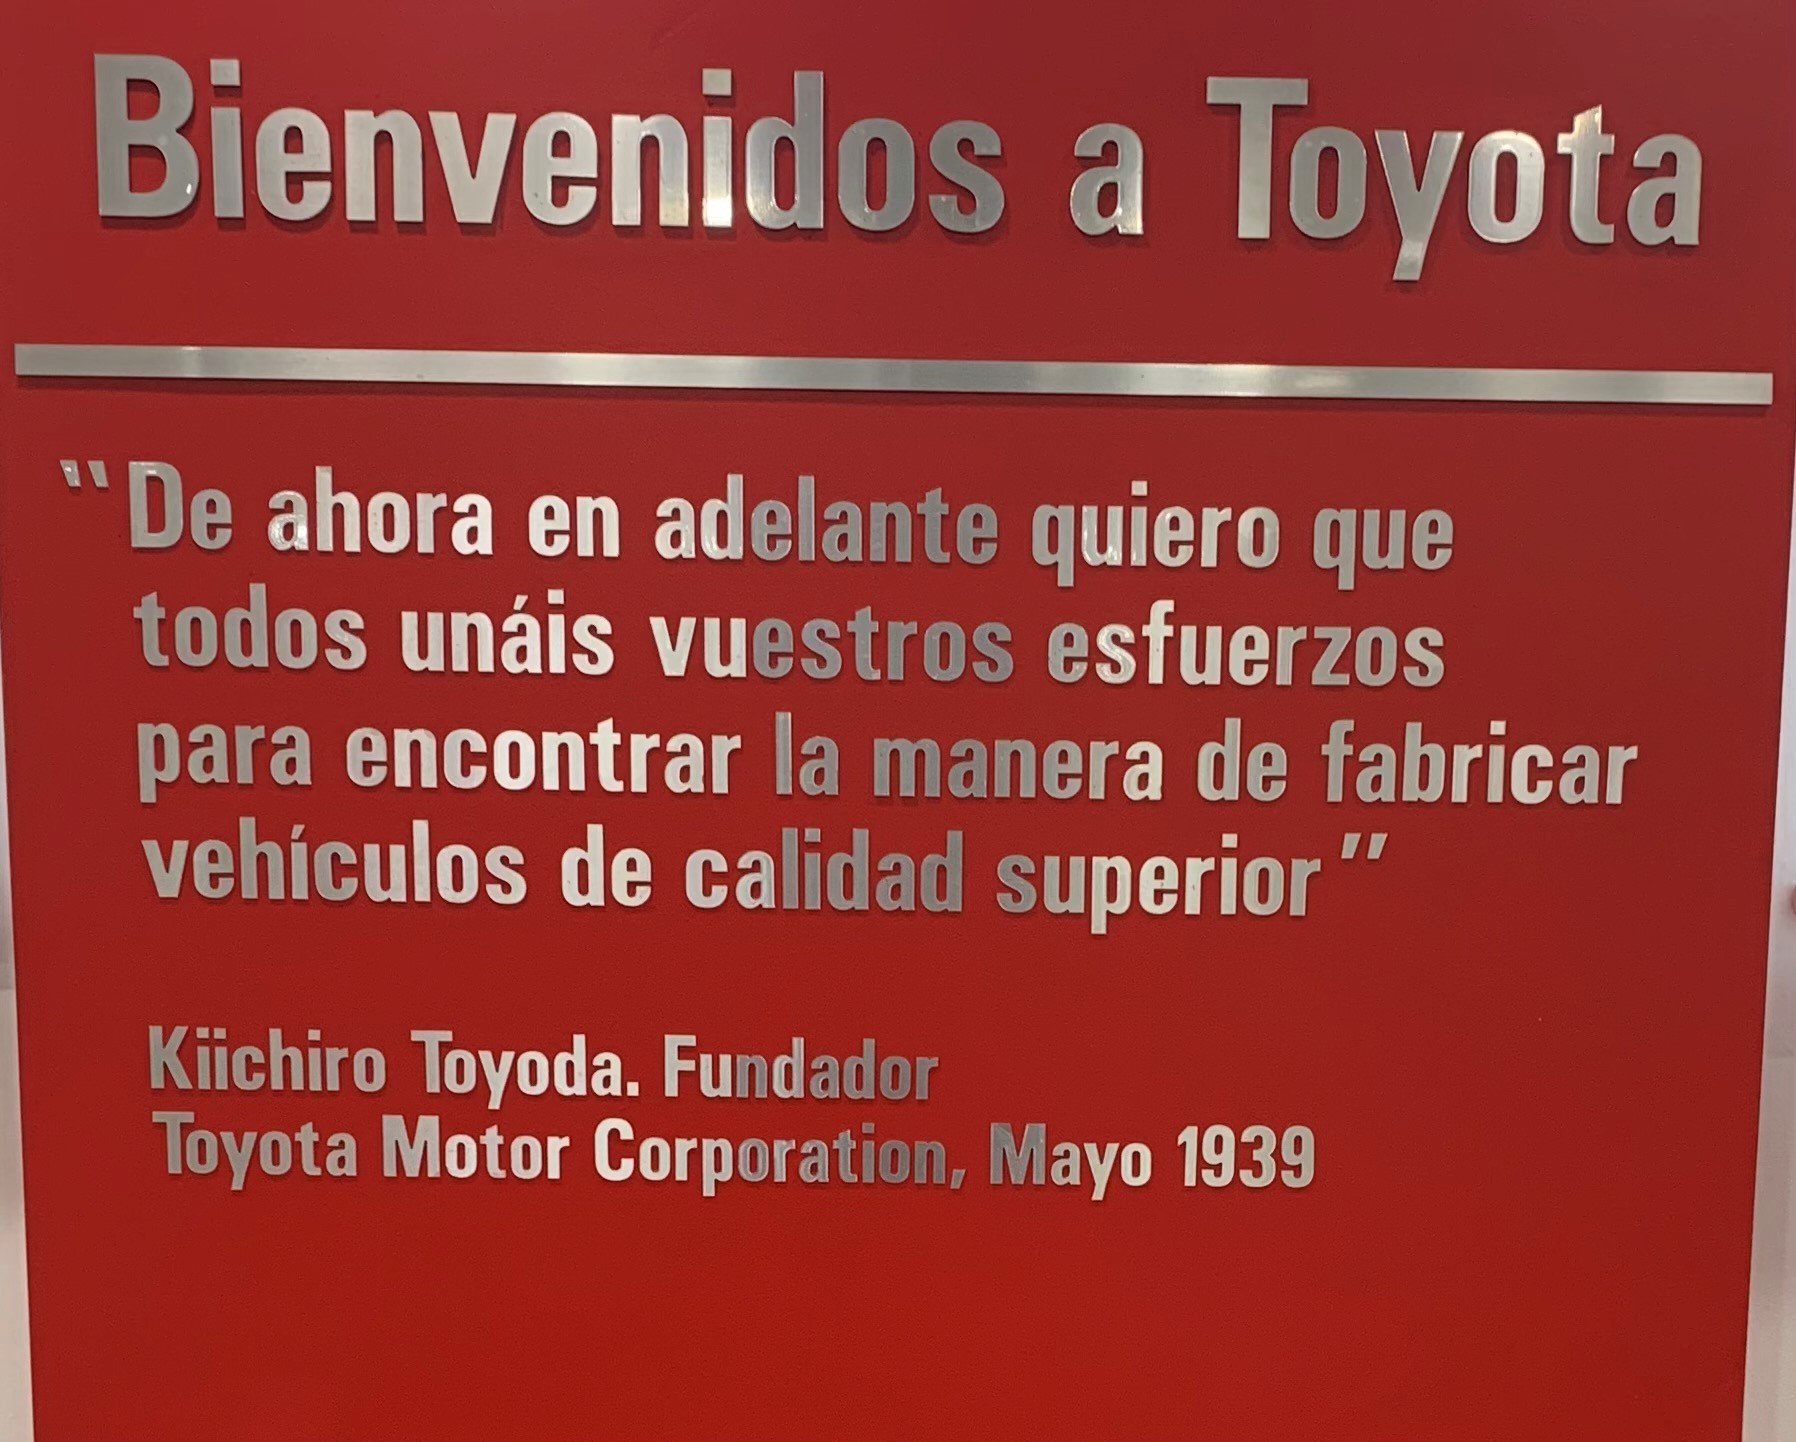 Bienvenidos a Toyota
"De ahora en adelante quiero que
todos unáis vuestros esfuerzos
para encontrar la manera de fabricar
vehículos de calidad superior"
Kiichiro Toyoda. Fundador
Toyota Motor Corporation, Mayo 1939